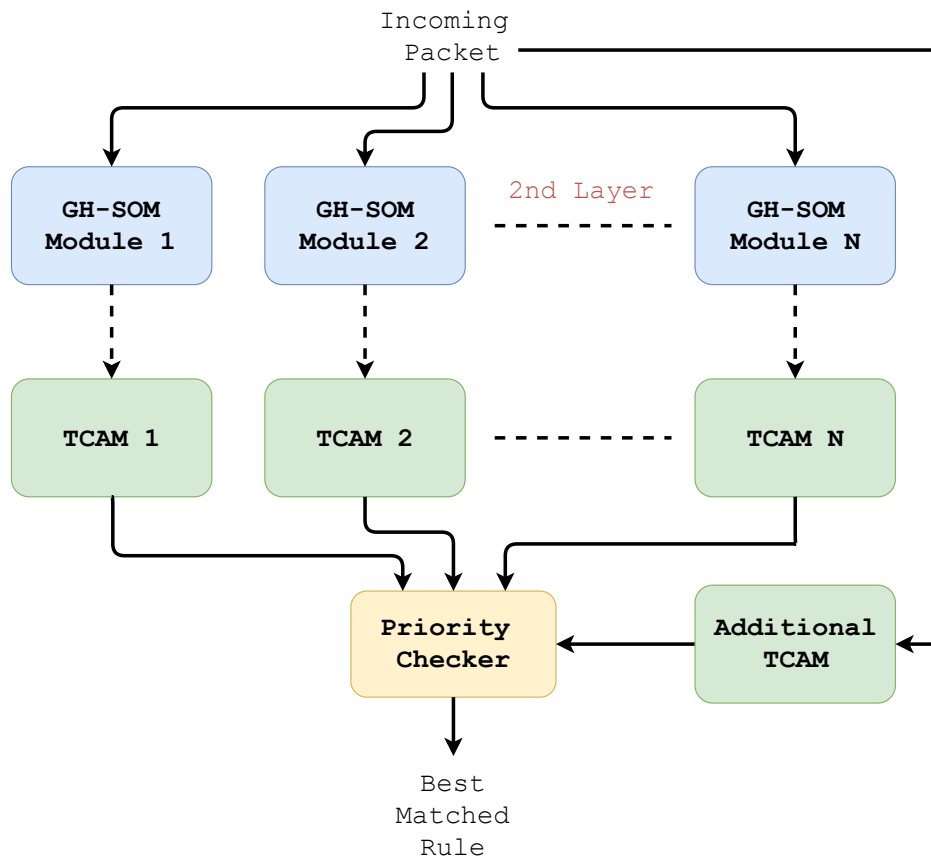 Incoming
Packet
GH-SOM
Module 1
GH-SOM
Module 2
2nd Layer
GH-SOM
Module N
TCAM 1
TCAM 2
TCAM N
Priority
Checker
Additional
TCAM
Best
Matched
Rule